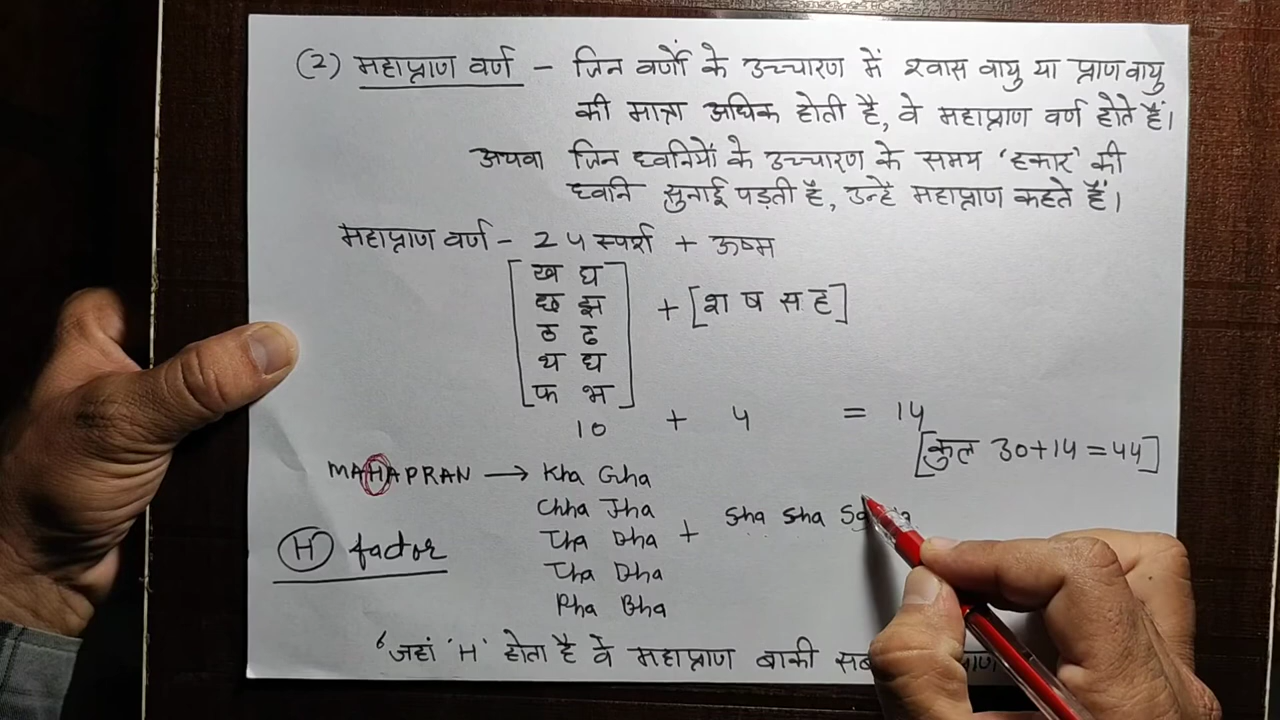 (2) महाप्राण वर्ण - जिन वर्णों के उच्चारण में श्वास वायु या प्राणवायु
की मात्रा अधिक होती है, वे महाप्राण वर्ण होते हैं।
अथवा जिन ध्वनियों के उच्चारण के समय 'हकार' की
ध्वनि सुनाई पड़ती है, उन्हें महाप्राण कहते हैं।
महाप्राण वर्ण - 2 4 स्पर्श + ऊष्म
ख घ
छ झ
ठ ढ
थ ध
फ भ
+ [श ष स ह]
10 + 4 = 14
[कुल 30+14=44]
MAHAPRAN → Kha Gha
Chha Jha
Tha Dha + Sha Sha
Tha Dha
Pha Bha
(H) factor
'जहां 'H' होता है वे महाप्राण बाकी